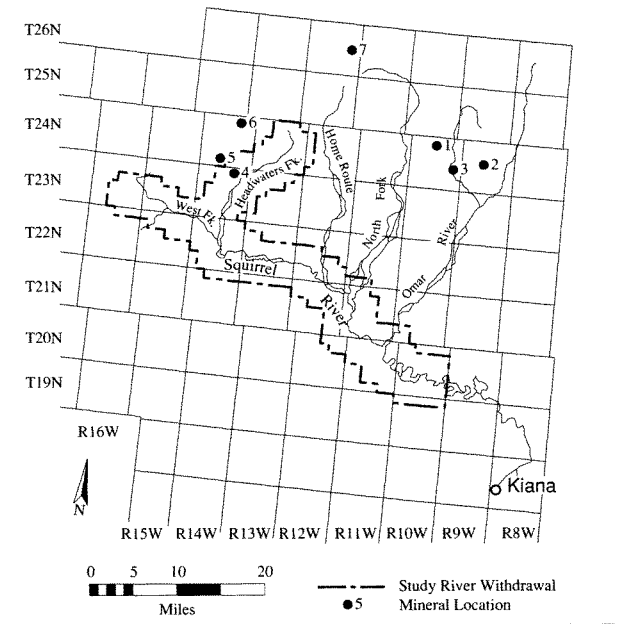 T26N
7
T25N
T24N
6
1
5
2
3
4
Home Route
Headwaters Fk.
T23N
West Fk.
Fork
North
River
T22N
Squirrel
T21N
Omar
River
T20N
T19N
R16W
Kiana
N
R15W R14W R13W R12W R11W R10W R9W R8W
0 5 10 20
Miles
Study River Withdrawal
5 Mineral Location